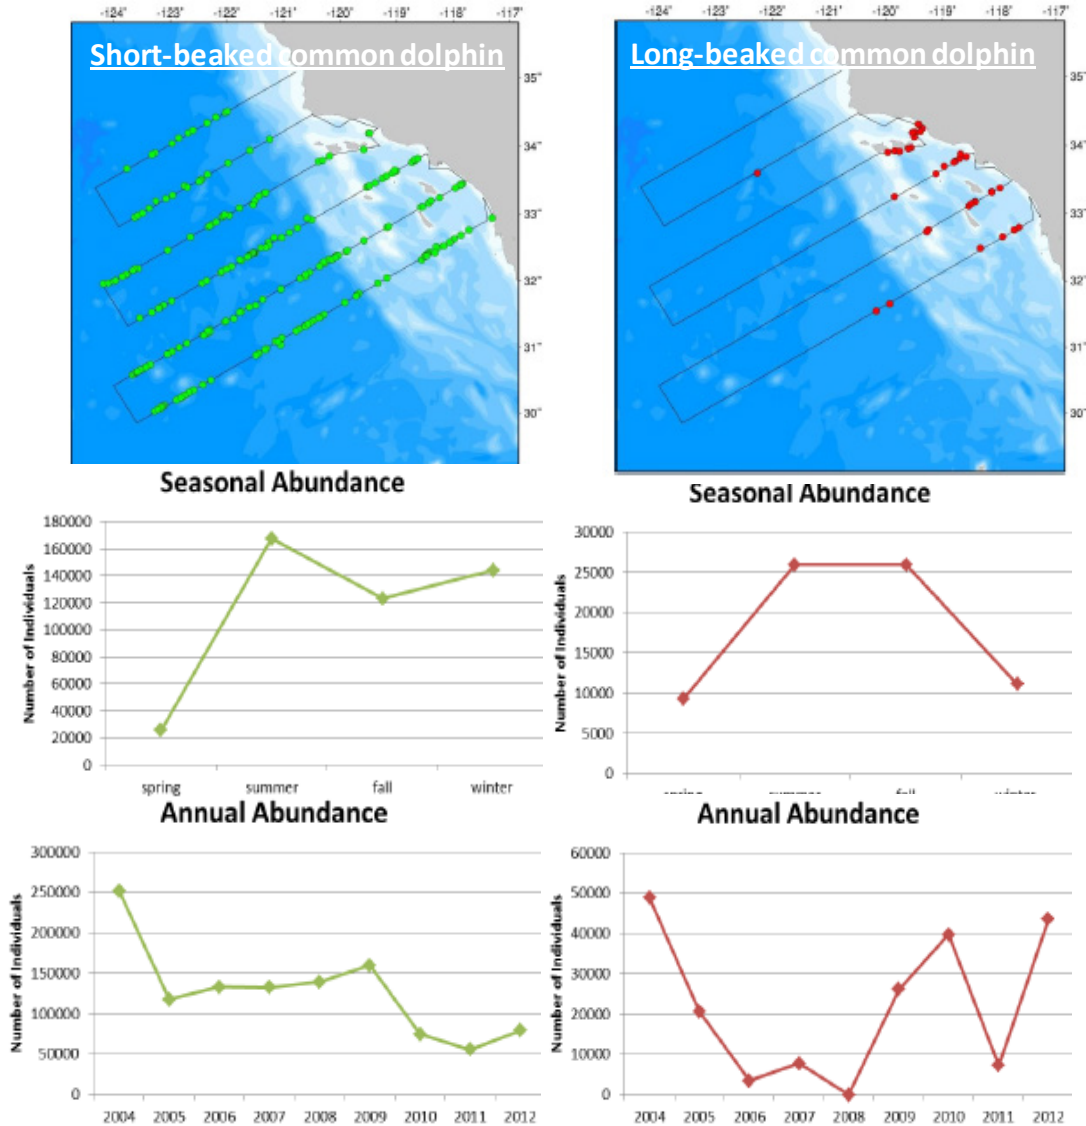 -124° -123° -122° -121° -120° -119° -118° -117°
Short-beaked common dolphin
35°
34°
33°
32°
31°
30°
-124° -123° -122° -121° -120° -119° -118° -117°
Long-beaked common dolphin
35°
34°
33°
32°
31°
30°
Seasonal Abundance
Number of Individuals
180000
160000
140000
120000
100000
80000
60000
40000
20000
0
spring summer fall winter
Seasonal Abundance
Number of Individuals
30000
25000
20000
15000
10000
5000
0
spring summer fall winter
Annual Abundance
Number of Individuals
300000
250000
200000
150000
100000
50000
0
2004 2005 2006 2007 2008 2009 2010 2011 2012
Annual Abundance
Number of Individuals
60000
50000
40000
30000
20000
10000
0
2004 2005 2006 2007 2008 2009 2010 2011 2012